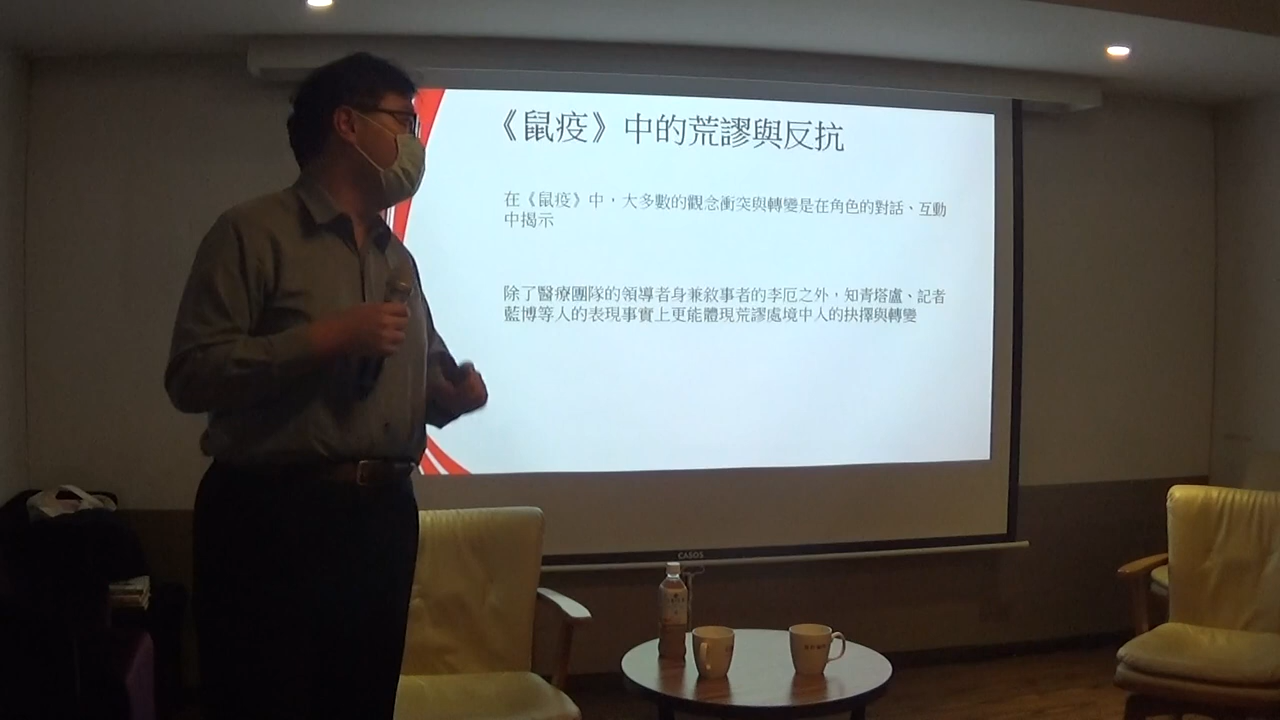 《鼠疫》中的荒謬與反抗
在《鼠疫》中，大多數的觀念衝突與轉變是在角色的對話、互動
中揭示
除了醫療團隊的領導者身兼敘事者的李厄之外，知青塔盧、記者
藍博等人的表現事實上更能體現荒謬處境中人的抉擇與轉變
CASOS